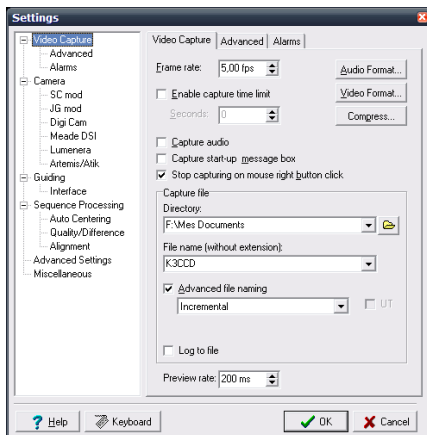 Settings
Video Capture
Advanced
Alarms
Camera
SC mod
JG mod
Digi Cam
Meade DSI
Lumenera
Artemis/Atik
Guiding
Interface
Sequence Processing
Auto Centering
Quality/Difference
Alignment
Advanced Settings
Miscellaneous
Video Capture Advanced Alarms
Frame rate: 5,00 fps Audio Format...
Enable capture time limit Video Format...
Seconds: 0 Compress...
Capture audio
Capture start-up message box
Stop capturing on mouse right button click
Capture file
Directory:
F:\Mes Documents
File name (without extension):
K3CCD
Advanced file naming
Incremental UT
Log to file
Preview rate: 200 ms
Help Keyboard OK Cancel